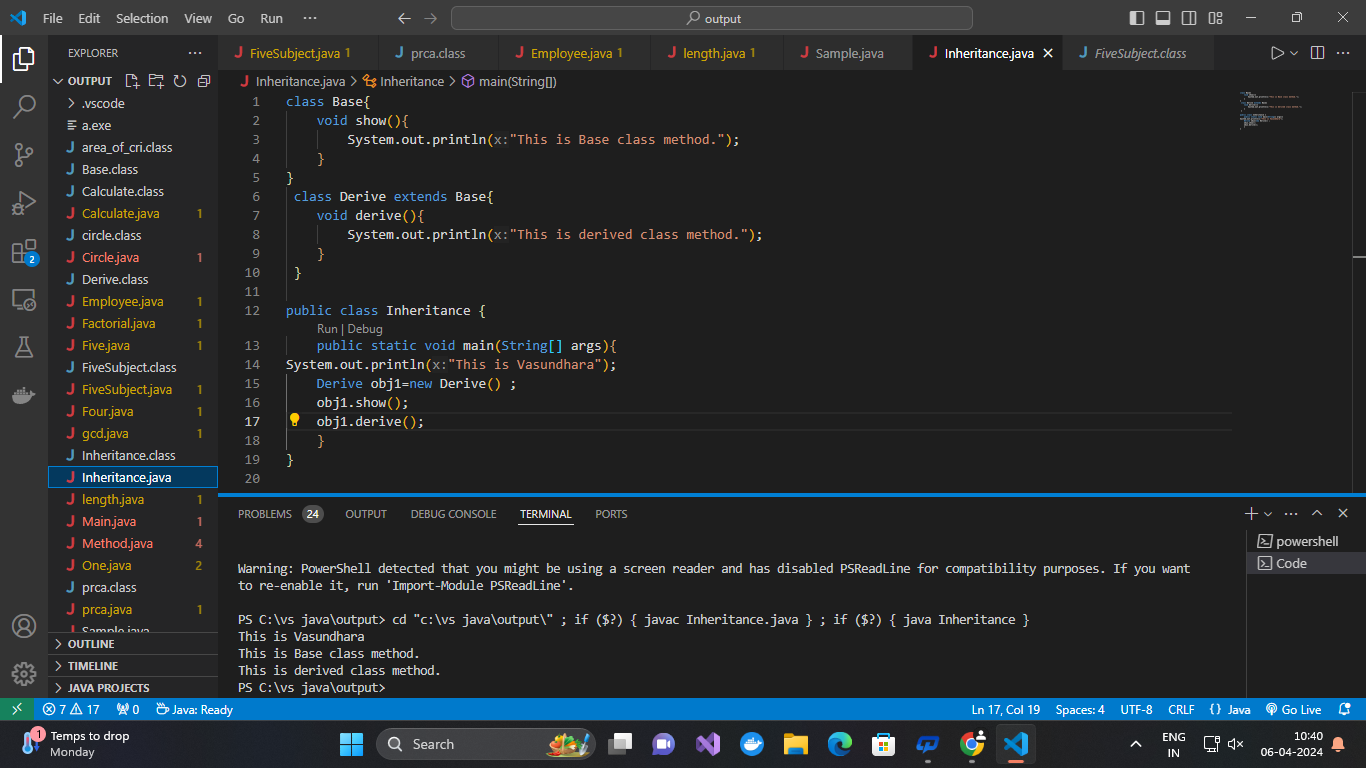 File Edit Selection View Go Run ··· output
EXPLORER ···
FiveSubject.java 1 prca.class Employee.java 1 length.java 1 Sample.java Inheritance.java FiveSubject.class
OUTPUT
Inheritance.java > Inheritance > main(String[])
.vscode
a.exe
area_of_cri.class
Base.class
Calculate.class
Calculate.java 1
circle.class
Circle.java 1
Derive.class
Employee.java 1
Factorial.java 1
Five.java 1
FiveSubject.class
FiveSubject.java 1
Four.java 1
gcd.java 1
Inheritance.class
Inheritance.java
length.java 1
Main.java 1
Method.java 4
One.java 2
prca.class
prca.java 1
Sample.java
OUTLINE
TIMELINE
JAVA PROJECTS
2
1 class Base{
2 void show(){
3 System.out.println(x:"This is Base class method.");
4 }
5 }
6 class Derive extends Base{
7 void derive(){
8 System.out.println(x:"This is derived class method.");
9 }
10 }
11
12 public class Inheritance {
Run | Debug
13 public static void main(String[] args){
14 System.out.println(x:"This is Vasundhara");
15 Derive obj1=new Derive() ;
16 obj1.show();
17 obj1.derive();
18 }
19 }
20
PROBLEMS 24 OUTPUT DEBUG CONSOLE TERMINAL PORTS
powershell
Code
Warning: PowerShell detected that you might be using a screen reader and has disabled PSReadLine for compatibility purposes. If you want
to re-enable it, run 'Import-Module PSReadLine'.
PS C:\vs java\output> cd "c:\vs java\output\" ; if ($?) { javac Inheritance.java } ; if ($?) { java Inheritance }
This is Vasundhara
This is Base class method.
This is derived class method.
PS C:\vs java\output>
7 17 0 Java: Ready Ln 17, Col 19 Spaces: 4 UTF-8 CRLF {} Java Go Live
1 Temps to drop
Monday
Search
ENG
IN
10:40
06-04-2024